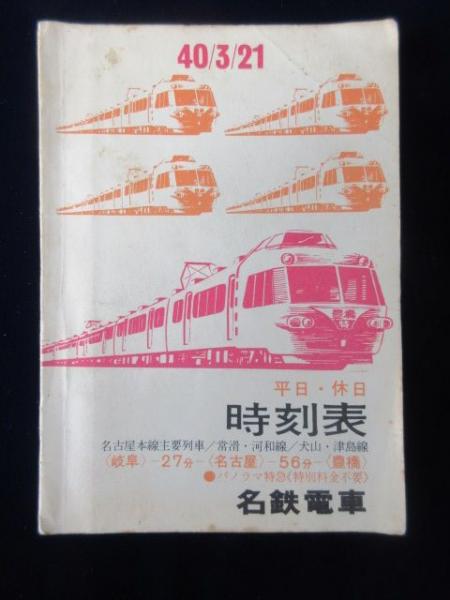 40/3/21
豊橋
特
平日・休日
時刻表
名古屋本線主要列車／常滑・河和線／犬山・津島線
〈岐阜〉-27分-〈名古屋〉-56分-〈豊橋〉
●パノラマ特急《特別料金不要》
名鉄電車